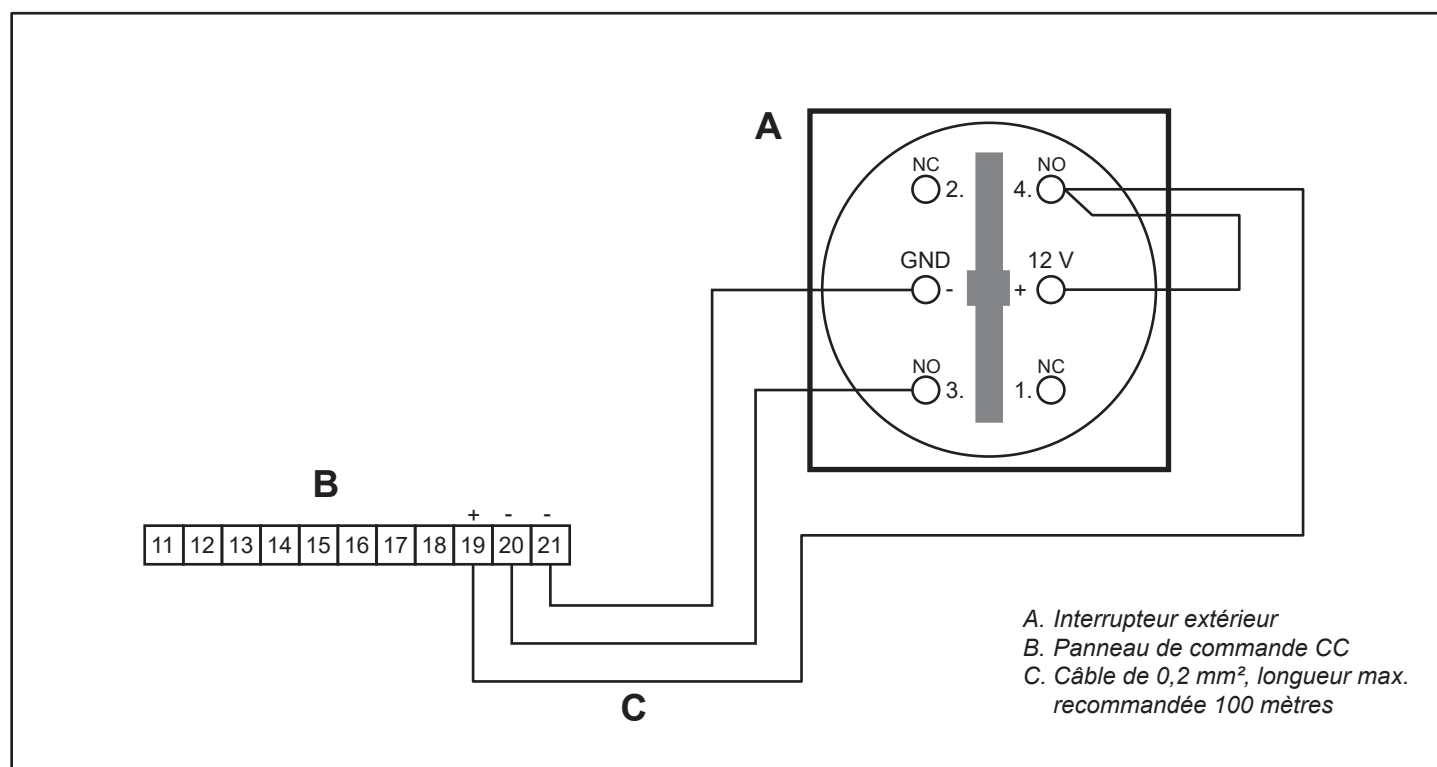 A
NC
NO
2.
4.
GND
12 V
-
+
NO
NC
3.
1.
B
+ - -
11 12 13 14 15 16 17 18 19 20 21
A. Interrupteur extérieur
B. Panneau de commande CC
C. Câble de 0,2 mm², longueur max.
recommandée 100 mètres
C